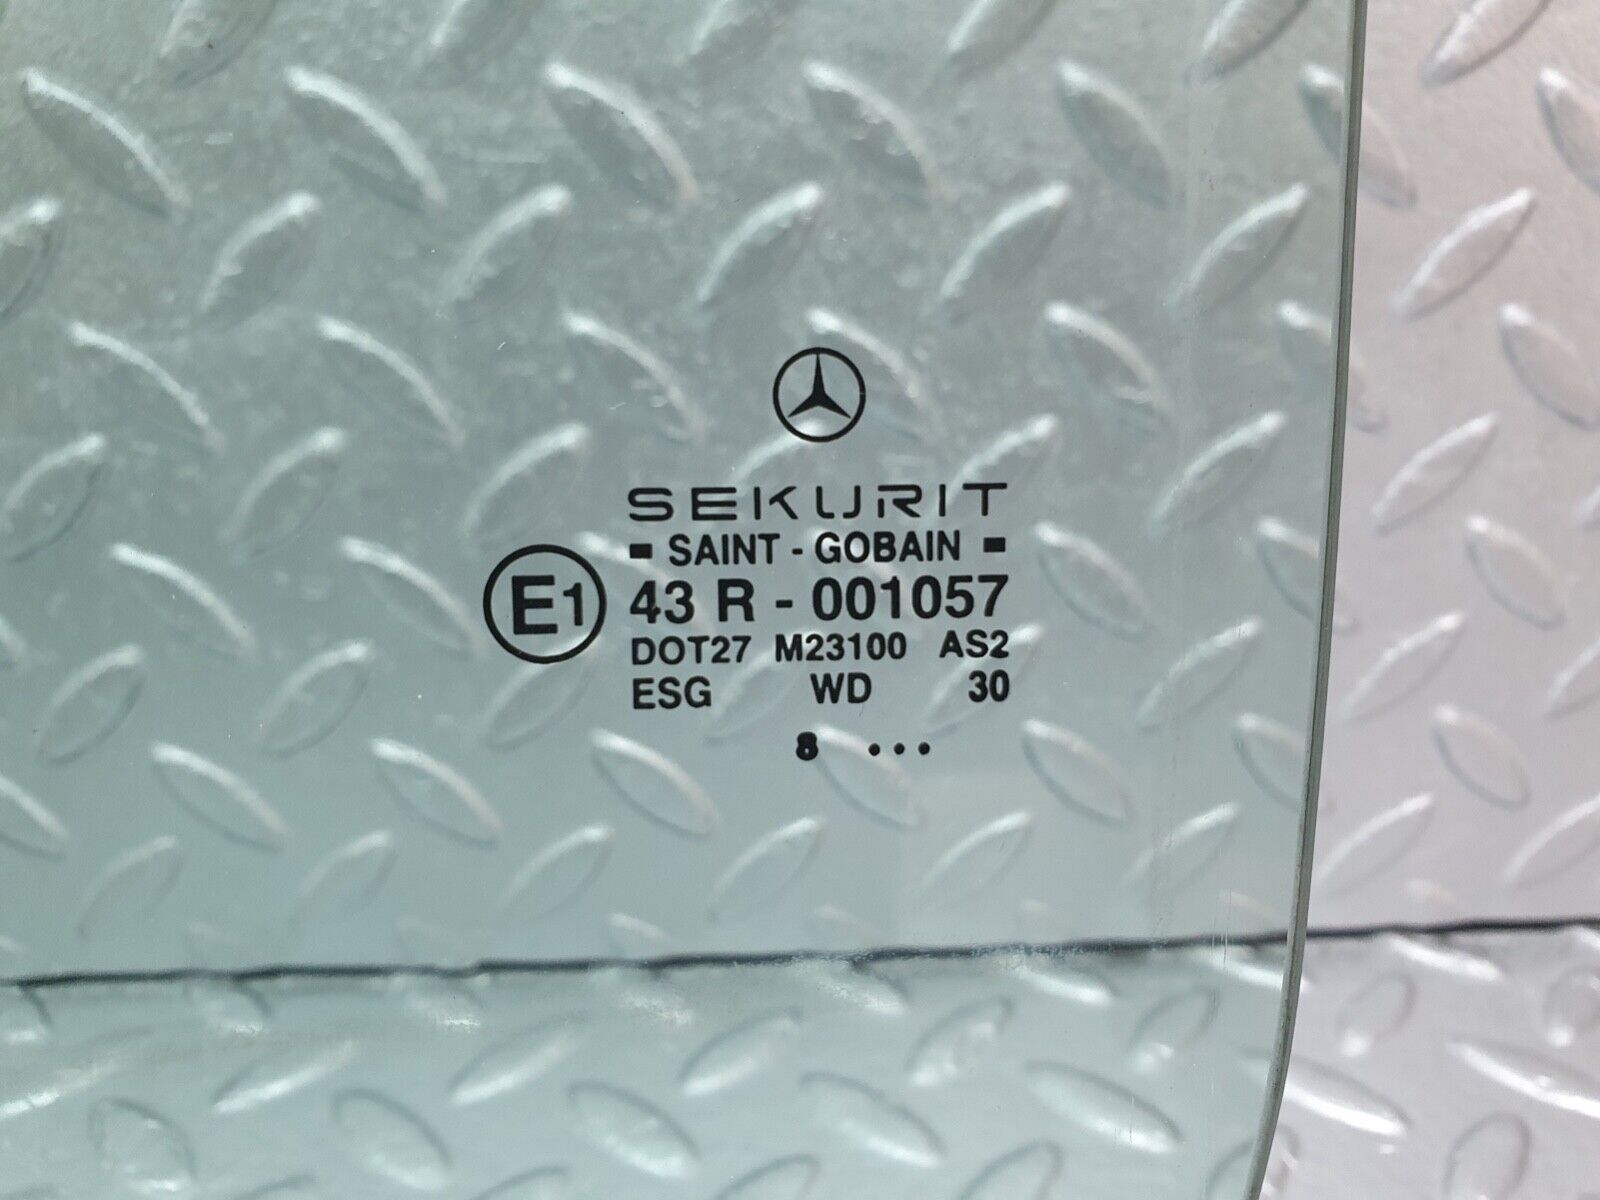 SEKURIT
- SAINT - GOBAIN -
E1 43 R - 001057
DOT27 M23100 AS2
ESG WD 30
8 ...